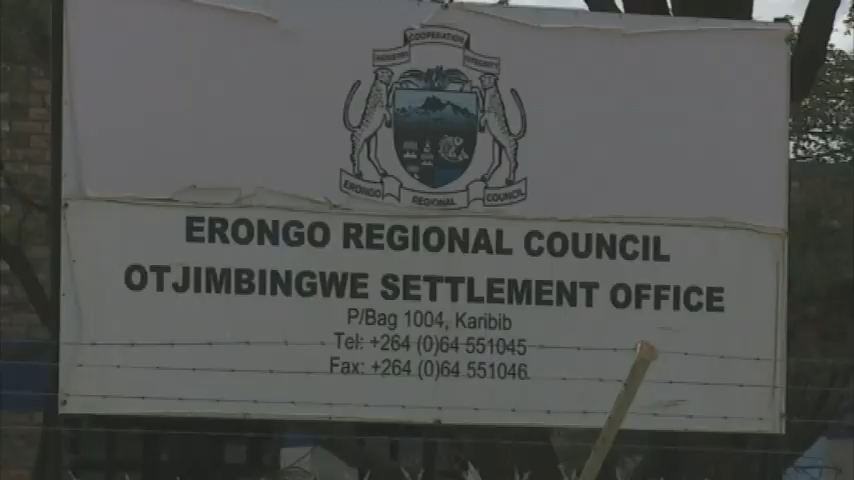 COOPERATION
INTEGRITY
ERONGO REGIONAL COUNCIL
ERONGO REGIONAL COUNCIL
OTJIMBINGWE SETTLEMENT OFFICE
P/Bag 1004, Karibib
Tel: +264 (0)64 551045
Fax: +264 (0)64 551046